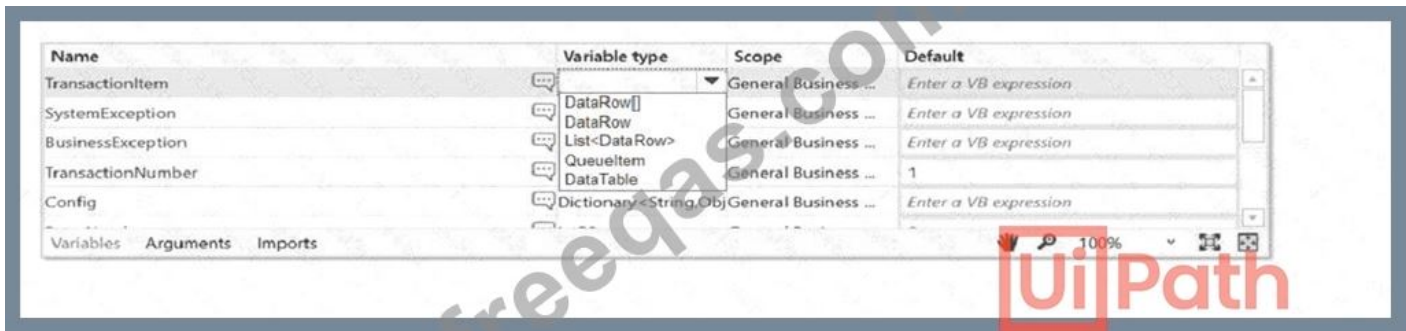 Name Variable type Scope Default
TransactionItem General Business ... Enter a VB expression
DataRow[]
SystemException General Business ... Enter a VB expression
DataRow
BusinessException List<DataRow> General Business ... Enter a VB expression
QueueItem
TransactionNumber General Business ... 1
DataTable
Config Dictionary<String,Obj General Business ... Enter a VB expression
Variables Arguments Imports 100%
UiPath
freeqas.com